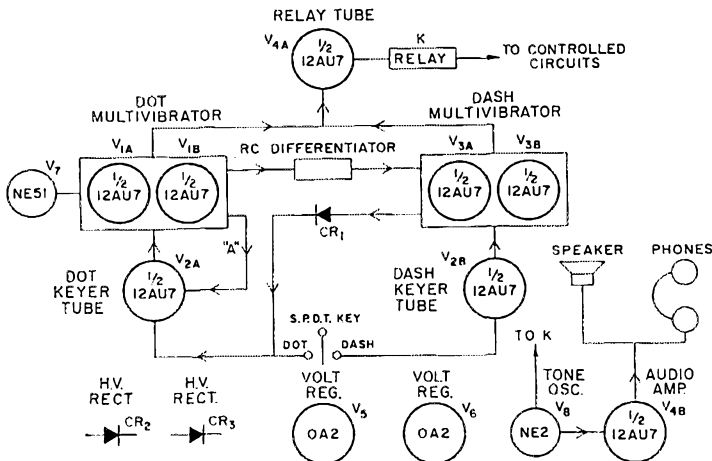 RELAY TUBE
V4A
1/2
12AU7
K
RELAY
TO CONTROLLED
CIRCUITS
DOT
MULTIVIBRATOR
DASH
MULTIVIBRATOR
V1A
V1B
RC DIFFERENTIATOR
V3A
V3B
V7
NE51
1/2
12AU7
1/2
12AU7
1/2
12AU7
1/2
12AU7
CR1
"A"
V2A
DOT
KEYER
TUBE
1/2
12AU7
V2B
DASH
KEYER
TUBE
1/2
12AU7
SPEAKER
PHONES
S.P.D.T. KEY
DOT
DASH
TO K
H.V.
RECT
CR2
H.V.
RECT.
CR3
VOLT
REG.
V5
OA2
VOLT
REG.
V6
OA2
TONE
OSC.
V8
NE2
AUDIO
AMP.
V4B
1/2
12AU7